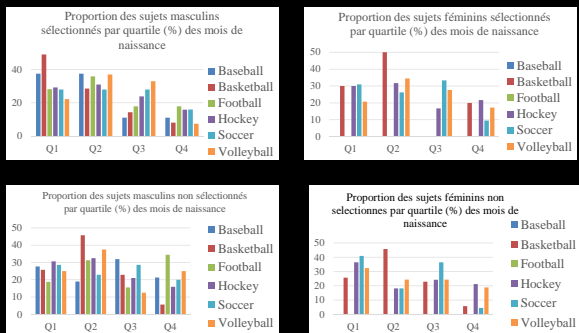 Proportion des sujets masculins
sélectionnés par quartile (%) des mois de
naissance
40
20
0
Q1 Q2 Q3 Q4
Baseball
Basketball
Football
Hockey
Soccer
Volleyball
Proportion des sujets féminins sélectionnés
par quartile (%) des mois de naissance
50
40
30
20
10
0
Q1 Q2 Q3 Q4
Baseball
Basketball
Football
Hockey
Soccer
Volleyball
Proportion des sujets masculins non sélectionnés
par quartile (%) des mois de naissance
50
40
30
20
10
0
Q1 Q2 Q3 Q4
Baseball
Basketball
Football
Hockey
Soccer
Volleyball
Proportion des sujets féminins non
selectionnes par quartile (%) des mois de
naissance
50
40
30
20
10
0
Q1 Q2 Q3 Q4
Baseball
Basketball
Football
Hockey
Soccer
Volleyball